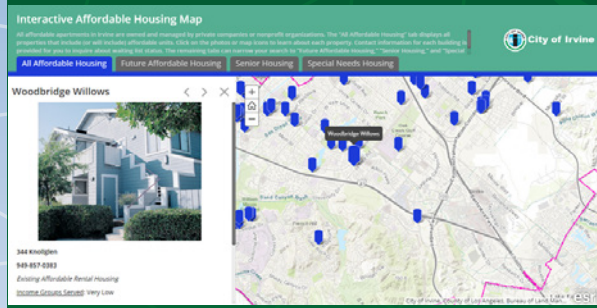 Interactive Affordable Housing Map
All affordable apartments in Irvine are owned and managed by private companies or nonprofit organizations. The "All Affordable Housing" tab displays all
properties that include (or will include) affordable units. Click on the photos or map icons to learn about each property. Contact information for each building is
provided for you to inquire about waiting list status. The remaining tabs can narrow your search to "Future Affordable Housing," "Senior Housing," and "Special
City of Irvine
All Affordable Housing
Future Affordable Housing
Senior Housing
Special Needs Housing
Woodbridge Willows
Woodbridge Willows
344 Knollglen
949-857-0383
Existing Affordable Rental Housing
Income Groups Served: Very Low
City of Irvine, County of Los Angeles, Bureau of Land Man